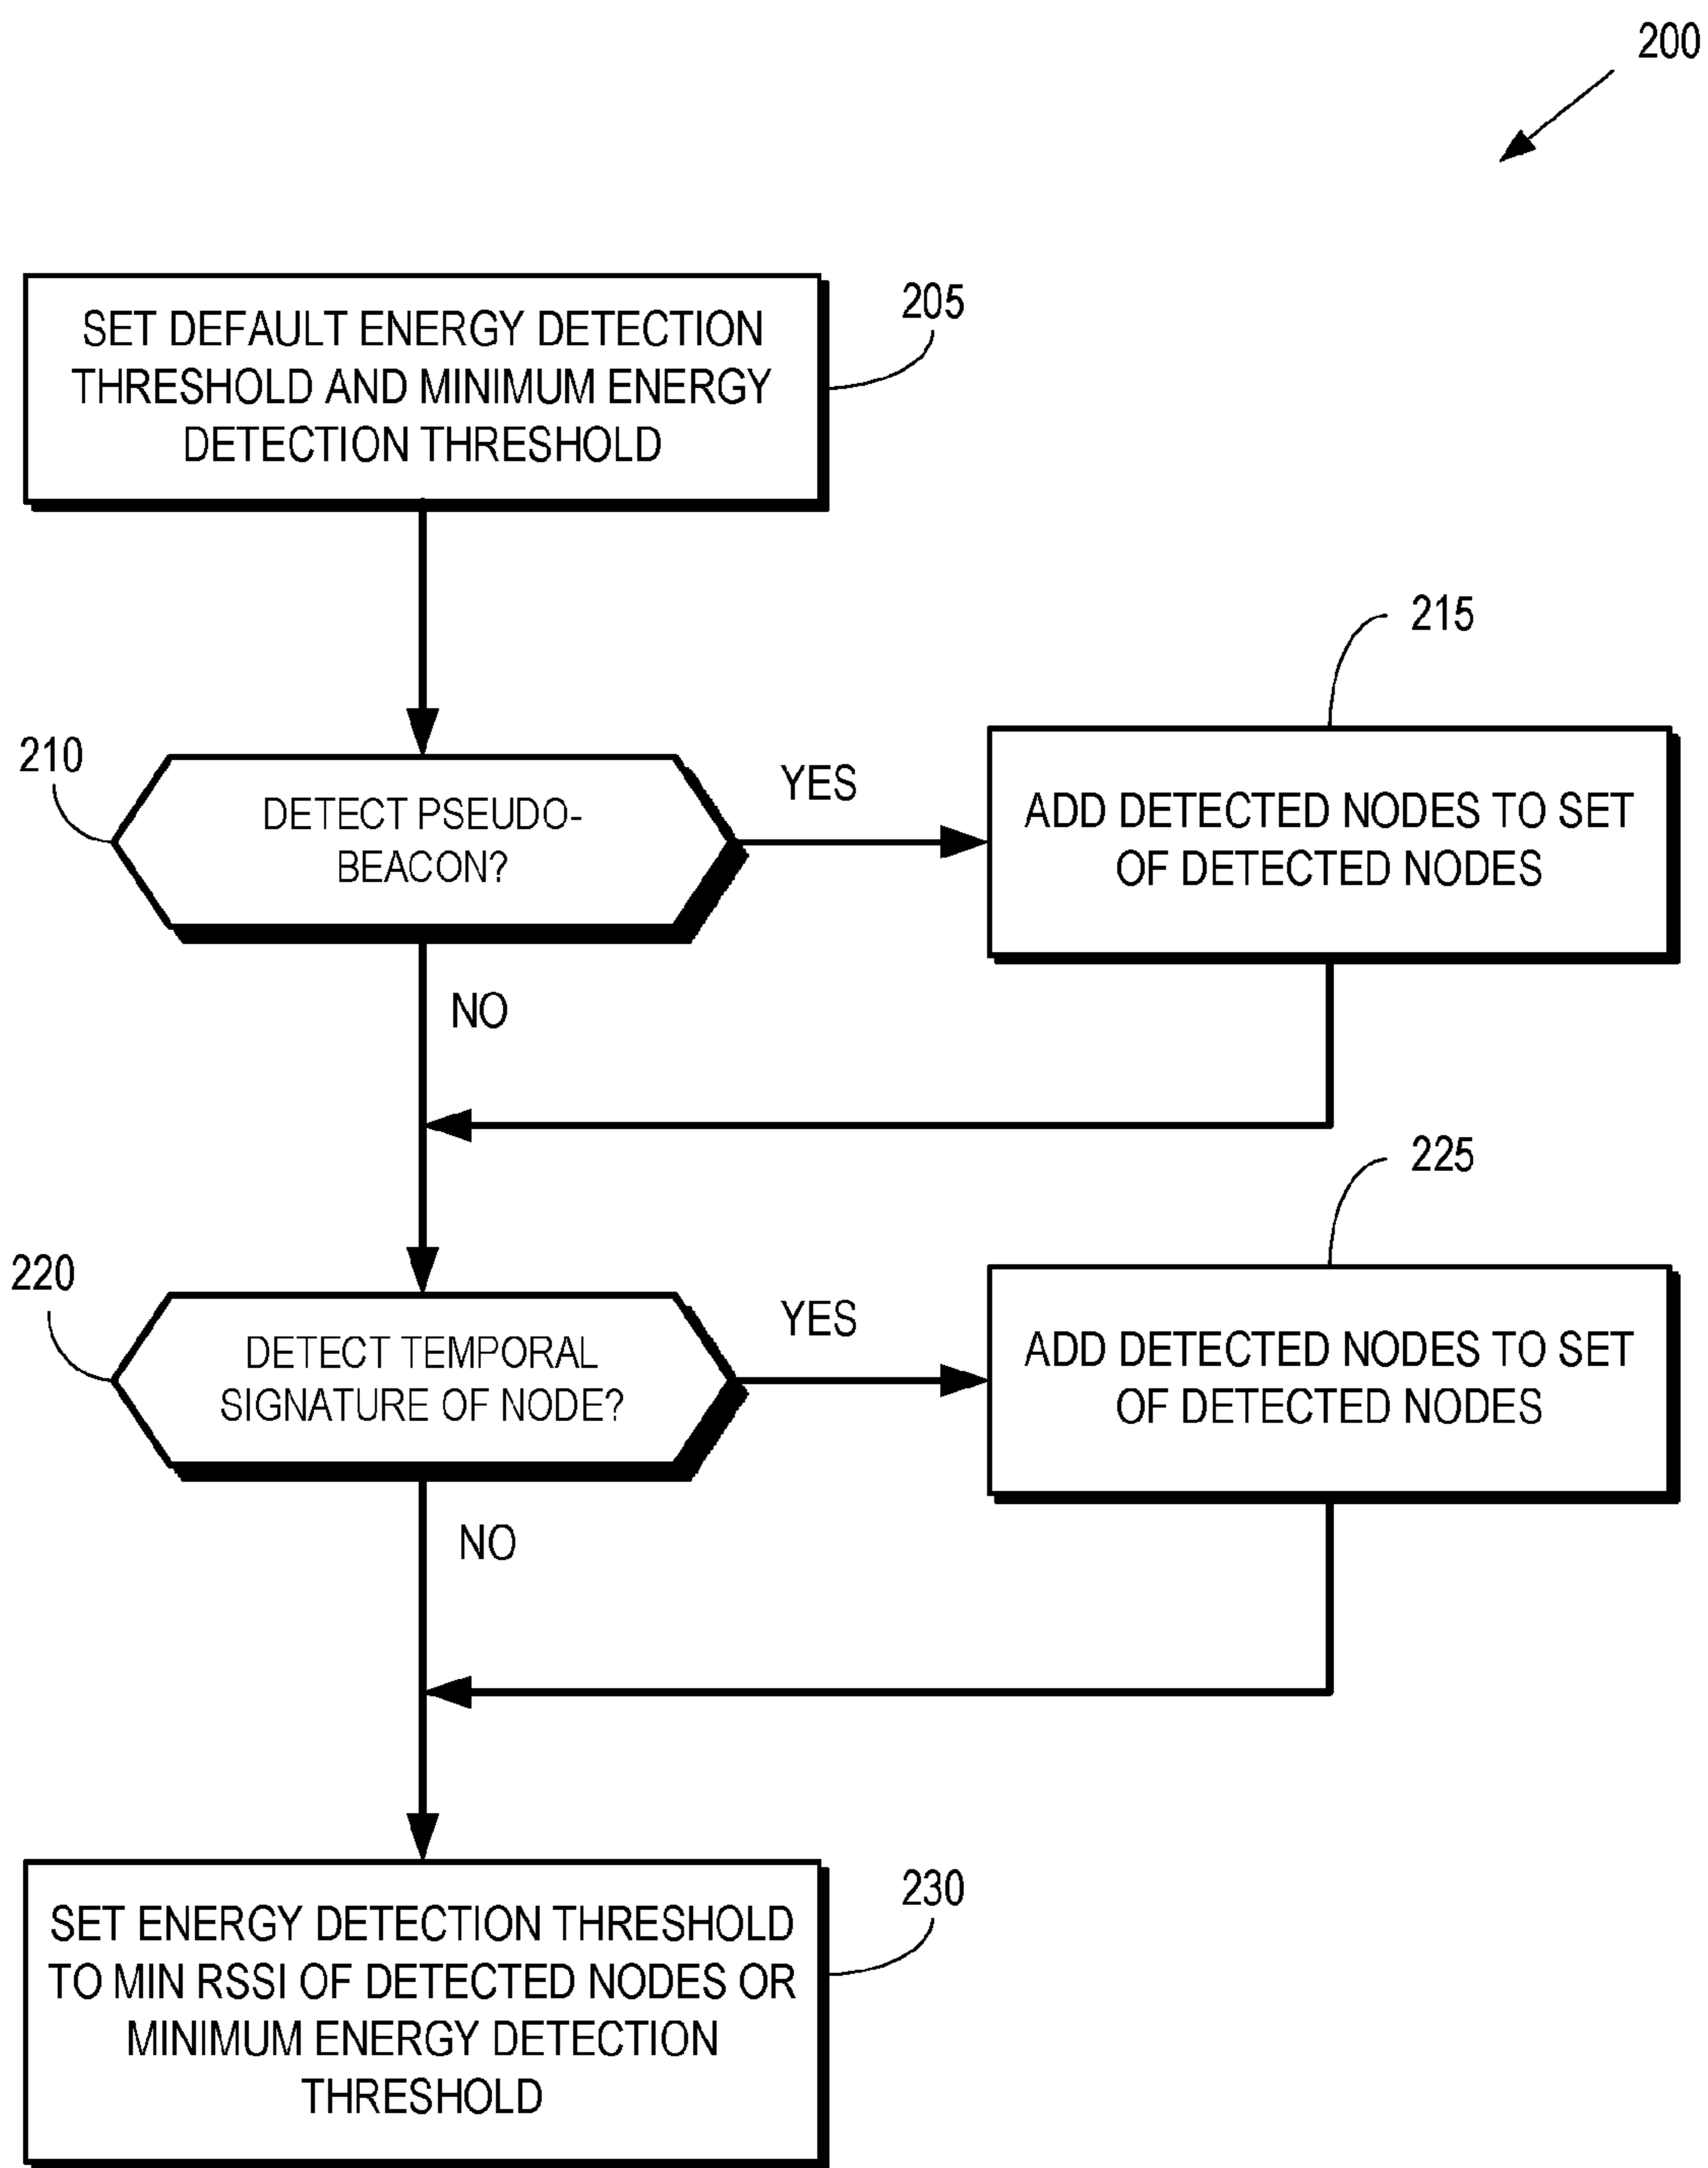 200
205
SET DEFAULT ENERGY DETECTION
THRESHOLD AND MINIMUM ENERGY
DETECTION THRESHOLD
215
210
DETECT PSEUDO-
BEACON?
YES
ADD DETECTED NODES TO SET
OF DETECTED NODES
NO
225
220
DETECT TEMPORAL
SIGNATURE OF NODE?
YES
ADD DETECTED NODES TO SET
OF DETECTED NODES
NO
230
SET ENERGY DETECTION THRESHOLD
TO MIN RSSI OF DETECTED NODES OR
MINIMUM ENERGY DETECTION
THRESHOLD